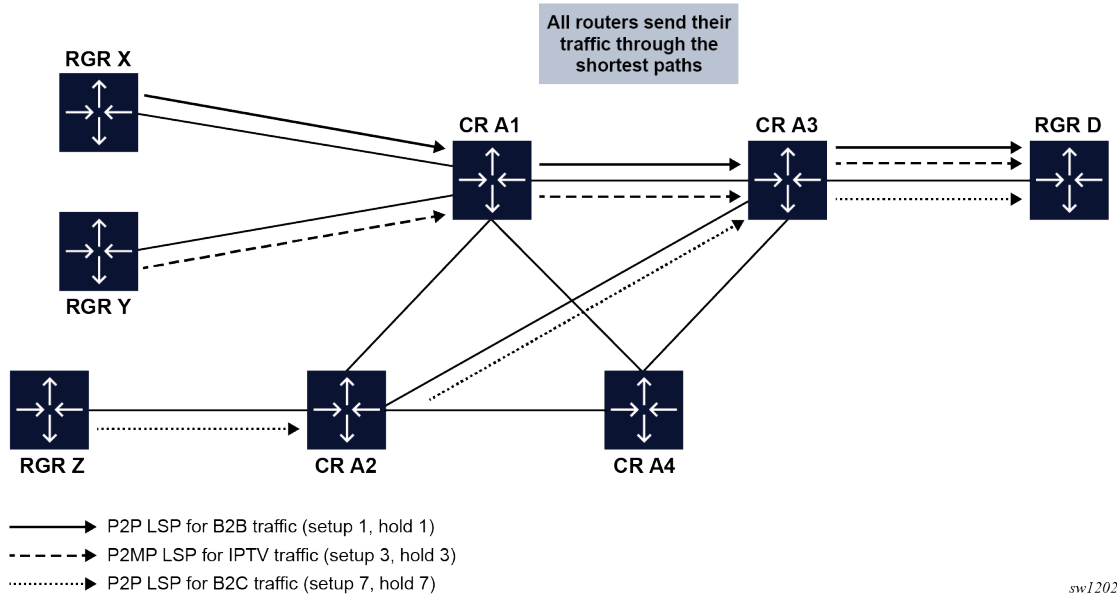 All routers send their
traffic through the
shortest paths
RGR X
CR A1
CR A3
RGR D
RGR Y
RGR Z
CR A2
CR A4
P2P LSP for B2B traffic (setup 1, hold 1)
P2MP LSP for IPTV traffic (setup 3, hold 3)
P2P LSP for B2C traffic (setup 7, hold 7)
sw1202